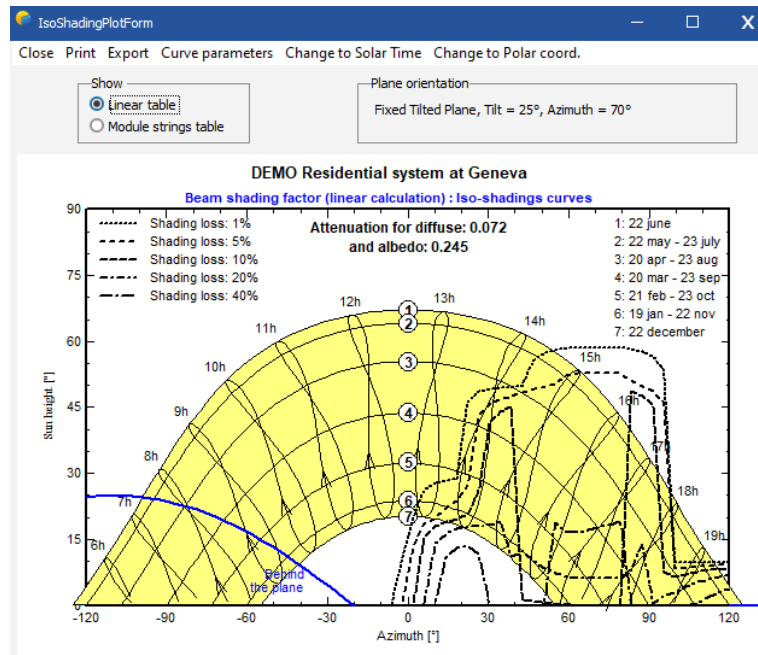 IsoShadingPlotForm
Close Print Export Curve parameters Change to Solar Time Change to Polar coord.
Show
Linear table
Module strings table
Plane orientation
Fixed Tilted Plane, Tilt = 25°, Azimuth = 70°
DEMO Residential system at Geneva
Beam shading factor (linear calculation) : Iso-shadings curves
Shading loss: 1%
Shading loss: 5%
Shading loss: 10%
Shading loss: 20%
Shading loss: 40%
Attenuation for diffuse: 0.072
and albedo: 0.245
1: 22 june
2: 22 may - 23 july
3: 20 apr - 23 aug
4: 20 mar - 23 sep
5: 21 feb - 23 oct
6: 19 jan - 22 nov
7: 22 december
90
75
60
45
30
15
0
Sun height [°]
6h
7h
8h
9h
10h
11h
12h
13h
14h
15h
16h
17h
18h
19h
1
2
3
4
5
6
7
Behind
the plane
-120 -90 -60 -30 0 30 60 90 120
Azimuth [°]